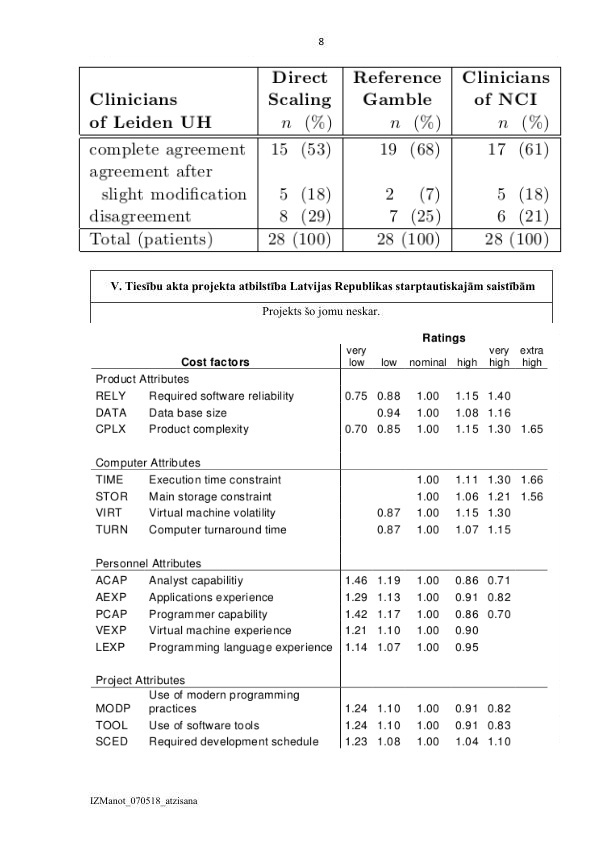 8
Direct Reference Clinicians
Clinicians Scaling Gamble of NCI
of Leiden UH n (%) n (%) n (%)
complete agreement 15 (53) 19 (68) 17 (61)
agreement after
slight modification 5 (18) 2 (7) 5 (18)
disagreement 8 (29) 7 (25) 6 (21)
Total (patients) 28 (100) 28 (100) 28 (100)
V. Tiesību akta projekta atbilstība Latvijas Republikas starptautiskajām saistībām
Projekts šo jomu neskar.
Ratings
very very extra
Cost factors low low nominal high high high
Product Attributes
RELY Required software reliability 0.75 0.88 1.00 1.15 1.40
DATA Data base size 0.94 1.00 1.08 1.16
CPLX Product complexity 0.70 0.85 1.00 1.15 1.30 1.65
Computer Attributes
TIME Execution time constraint 1.00 1.11 1.30 1.66
STOR Main storage constraint 1.00 1.06 1.21 1.56
VIRT Virtual machine volatility 0.87 1.00 1.15 1.30
TURN Computer turnaround time 0.87 1.00 1.07 1.15
Personnel Attributes
ACAP Analyst capabilitiy 1.46 1.19 1.00 0.86 0.71
AEXP Applications experience 1.29 1.13 1.00 0.91 0.82
PCAP Programmer capability 1.42 1.17 1.00 0.86 0.70
VEXP Virtual machine experience 1.21 1.10 1.00 0.90
LEXP Programming language experience 1.14 1.07 1.00 0.95
Project Attributes
Use of modern programming
MODP practices 1.24 1.10 1.00 0.91 0.82
TOOL Use of software tools 1.24 1.10 1.00 0.91 0.83
SCED Required development schedule 1.23 1.08 1.00 1.04 1.10
IZManot_070518_atzisana